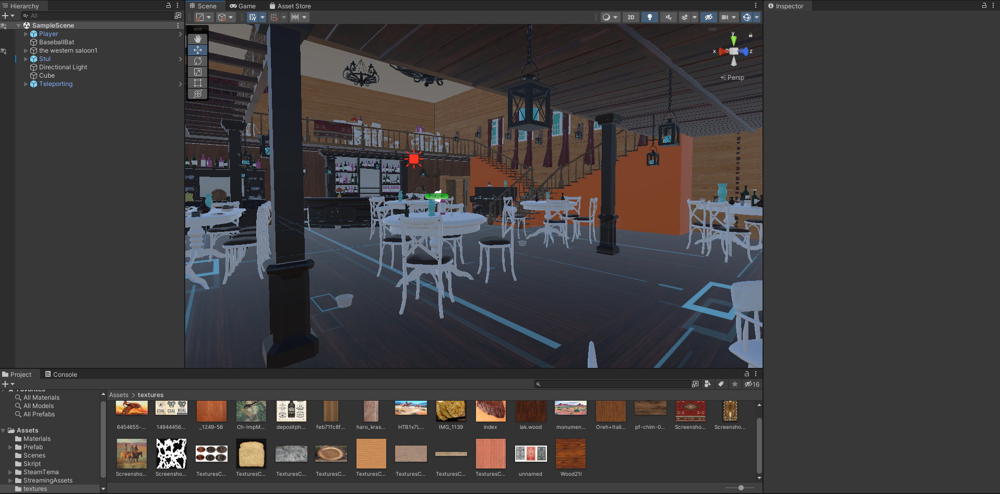 Hierarchy
All
SampleScene
Player
BaseballBat
the western saloon1
Stul
Directional Light
Cube
Teleporting
Scene
Game
Asset Store
2D
y
x
z
Persp
Player
Inspector
Project
Console
16
Favorites
All Materials
All Models
All Prefabs
Assets
Materials
Prefab
Scenes
Skript
SteamTema
StreamingAssets
textures
Assets > textures
6454655-...
14944456...
_1249-56
Ch-ImpM...
depositph...
feb71fc8f...
haro_kras...
HTB1x7L...
IMG_1139
index
lak.wood
monumen...
Oreh+Itali...
pf-chim-0...
Screensho...
Screensho...
Screensho...
Screensho...
TexturesC...
TexturesC...
TexturesC...
TexturesC...
TexturesC...
TexturesC...
TexturesC...
TexturesC...
unnamed
Wood21l